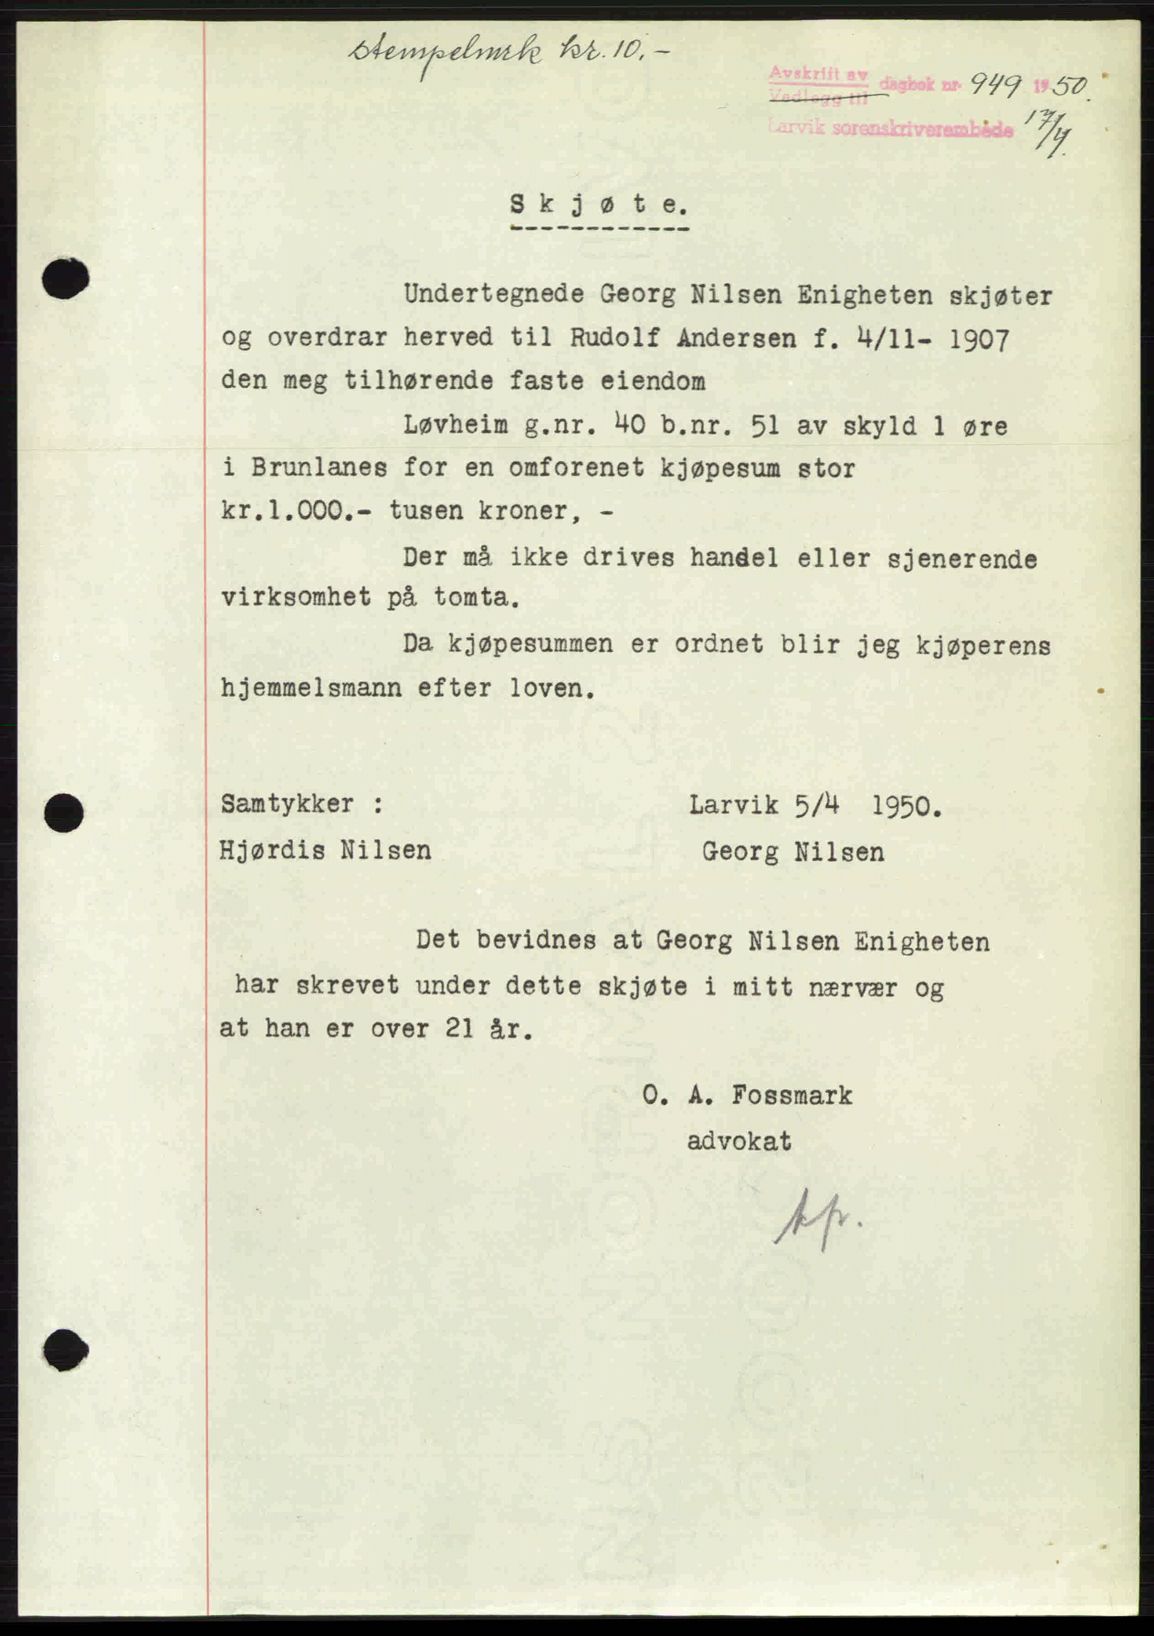 Stempelmrk kr. 10.-
Avskrift av dagbok nr. 949 1950.
Vedlegg til
Larvik sorenskriverembede 17/4.
Skjøte.
Undertegnede Georg Nilsen Enigheten skjøter
og overdrar herved til Rudolf Andersen f. 4/11- 1907
den meg tilhørende faste eiendom
Løvheim g.nr. 40 b.nr. 51 av skyld 1 øre
i Brunlanes for en omforenet kjøpesum stor
kr.1.000.- tusen kroner, -
Der må ikke drives handel eller sjenerende
virksomhet på tomta.
Da kjøpesummen er ordnet blir jeg kjøperens
hjemmelsmann efter loven.
Samtykker : Larvik 5/4 1950.
Hjørdis Nilsen Georg Nilsen
Det bevidnes at Georg Nilsen Enigheten
har skrevet under dette skjøte i mitt nærvær og
at han er over 21 år.
O. A. Fossmark
advokat